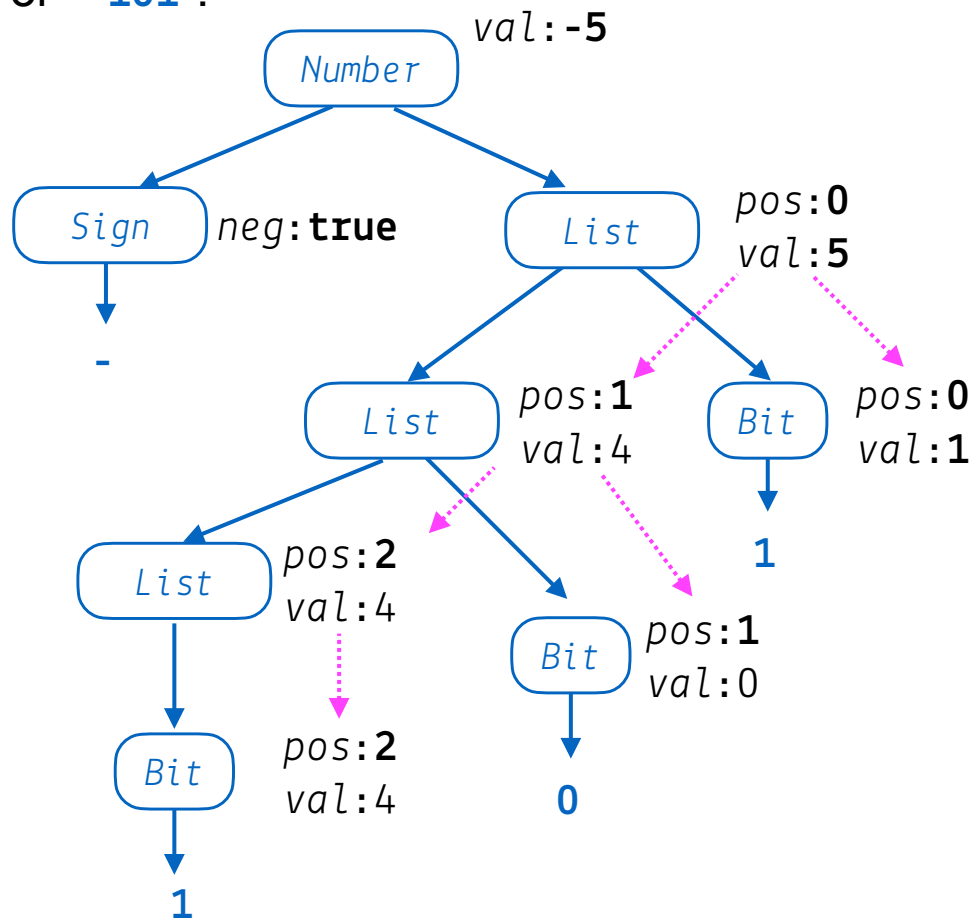 or "-101":
val:-5
Number
Sign
neg:true
List
pos:0
val:5
-
List
pos:1
val:4
Bit
pos:0
val:1
List
pos:2
val:4
1
Bit
pos:1
val:0
Bit
pos:2
val:4
0
1